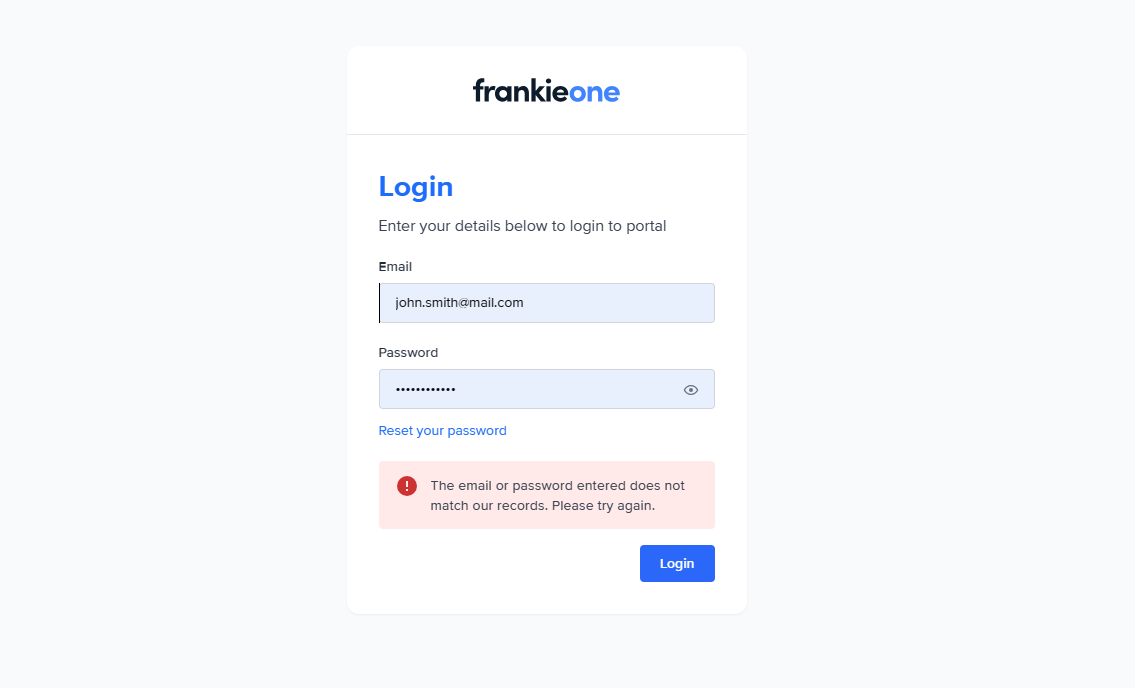 frankieone
Login
Enter your details below to login to portal
Email
john.smith@mail.com
Password
••••••••••••
Reset your password
The email or password entered does not
match our records. Please try again.
Login